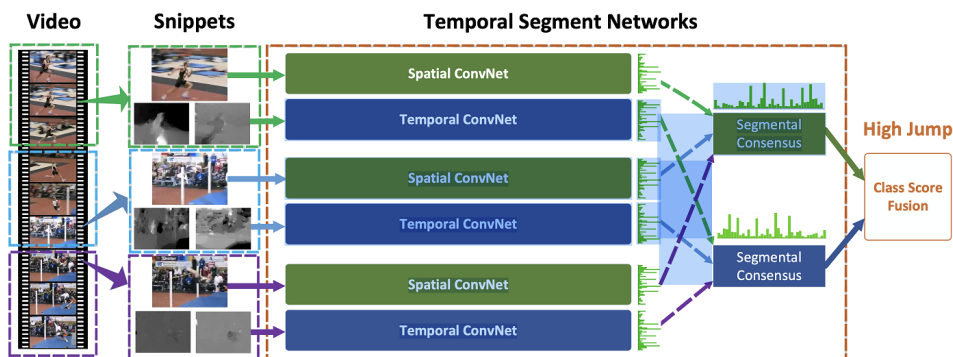 Video
Snippets
Temporal Segment Networks
Spatial ConvNet
Temporal ConvNet
Spatial ConvNet
Temporal ConvNet
Spatial ConvNet
Temporal ConvNet
Segmental
Consensus
Segmental
Consensus
High Jump
Class Score
Fusion